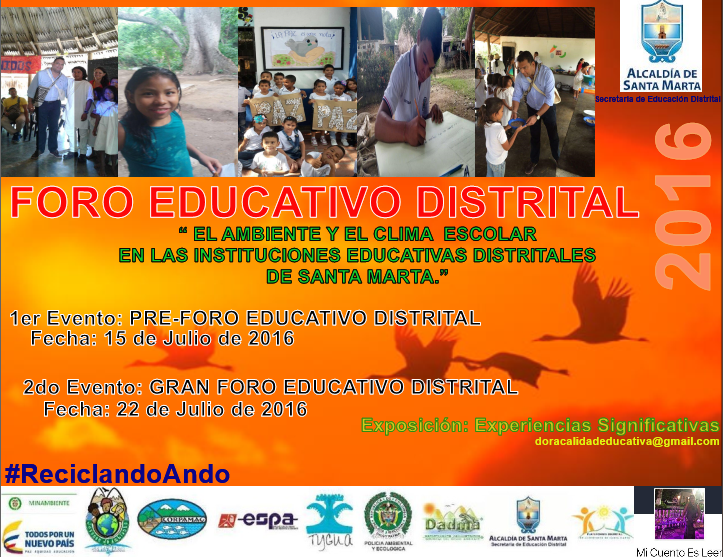 ALCALDÍA DE
SANTA MARTA
Secretaría de Educación Distrital
2016
FORO EDUCATIVO DISTRITAL
“ EL AMBIENTE Y EL CLIMA ESCOLAR
EN LAS INSTITUCIONES EDUCATIVAS DISTRITALES
DE SANTA MARTA.”
1er Evento: PRE-FORO EDUCATIVO DISTRITAL
Fecha: 15 de Julio de 2016
2do Evento: GRAN FORO EDUCATIVO DISTRITAL
Fecha: 22 de Julio de 2016
Exposición: Experiencias Significativas
doracalidadeducativa@gmail.com
#ReciclandoAndo
MINAMBIENTE
TODOS POR UN
NUEVO PAÍS
PAZ EQUIDAD EDUCACIÓN
CORPAMAG
espa
TYGUA
POLICIA AMBIENTAL
Y ECOLOGICA
Dadma
ALCALDÍA DE
SANTA MARTA
Secretaría de Educación Distrital
Mi Cuento Es Leer